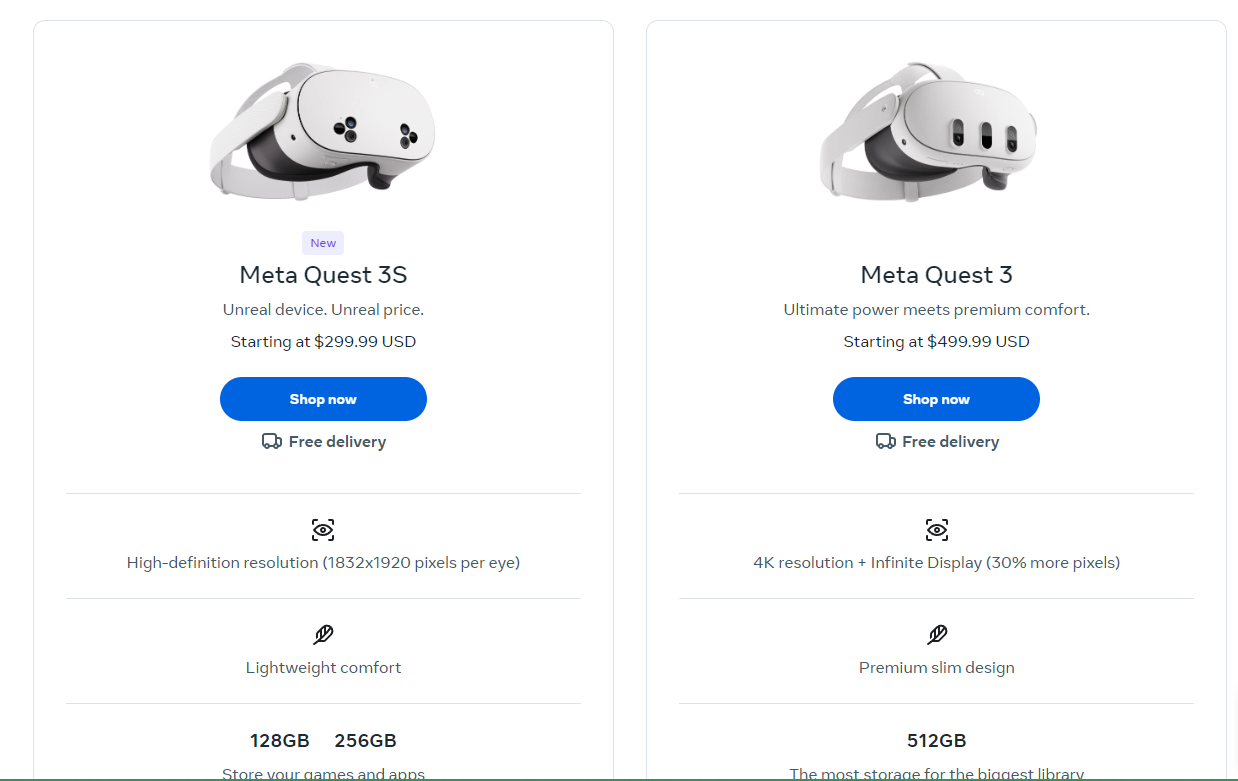 New
Meta Quest 3S
Unreal device. Unreal price.
Starting at $299.99 USD
Shop now
Free delivery
High-definition resolution (1832x1920 pixels per eye)
Lightweight comfort
128GB 256GB
Store your games and apps
Meta Quest 3
Ultimate power meets premium comfort.
Starting at $499.99 USD
Shop now
Free delivery
4K resolution + Infinite Display (30% more pixels)
Premium slim design
512GB
The most storage for the biggest library